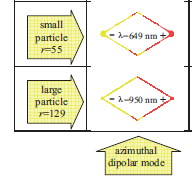 small
particle
r=55
- λ=649 nm +
large
particle
r=129
- λ=950 nm +
azimuthal
dipolar mode